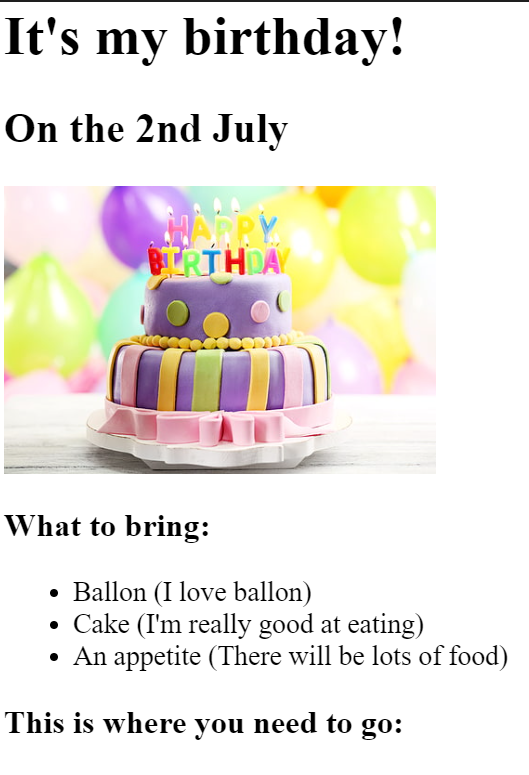 It's my birthday!
On the 2nd July
HAPPY
BIRTHDAY
What to bring:
Ballon (I love ballon)
Cake (I'm really good at eating)
An appetite (There will be lots of food)
This is where you need to go: